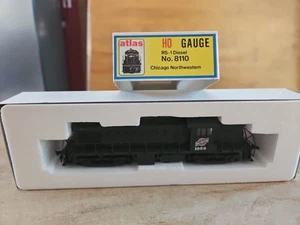 atlas
HO GAUGE
RS-1 Diesel
No. 8110
Chicago Northwestern